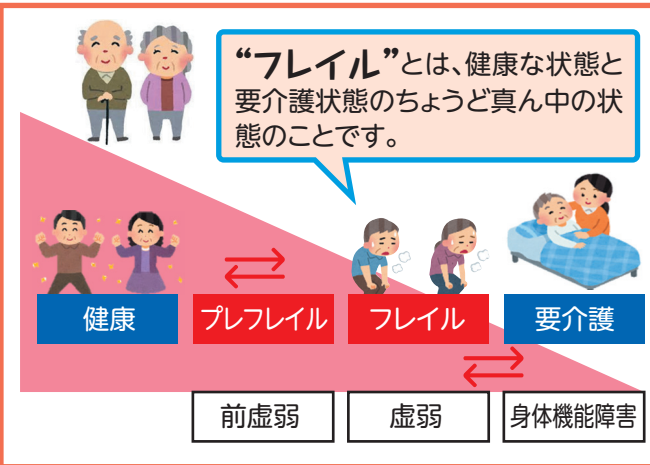 “フレイル”とは、健康な状態と
要介護状態のちょうど真ん中の状
態のことです。
健康
プレフレイル
フレイル
要介護
前虚弱
虚弱
身体機能障害